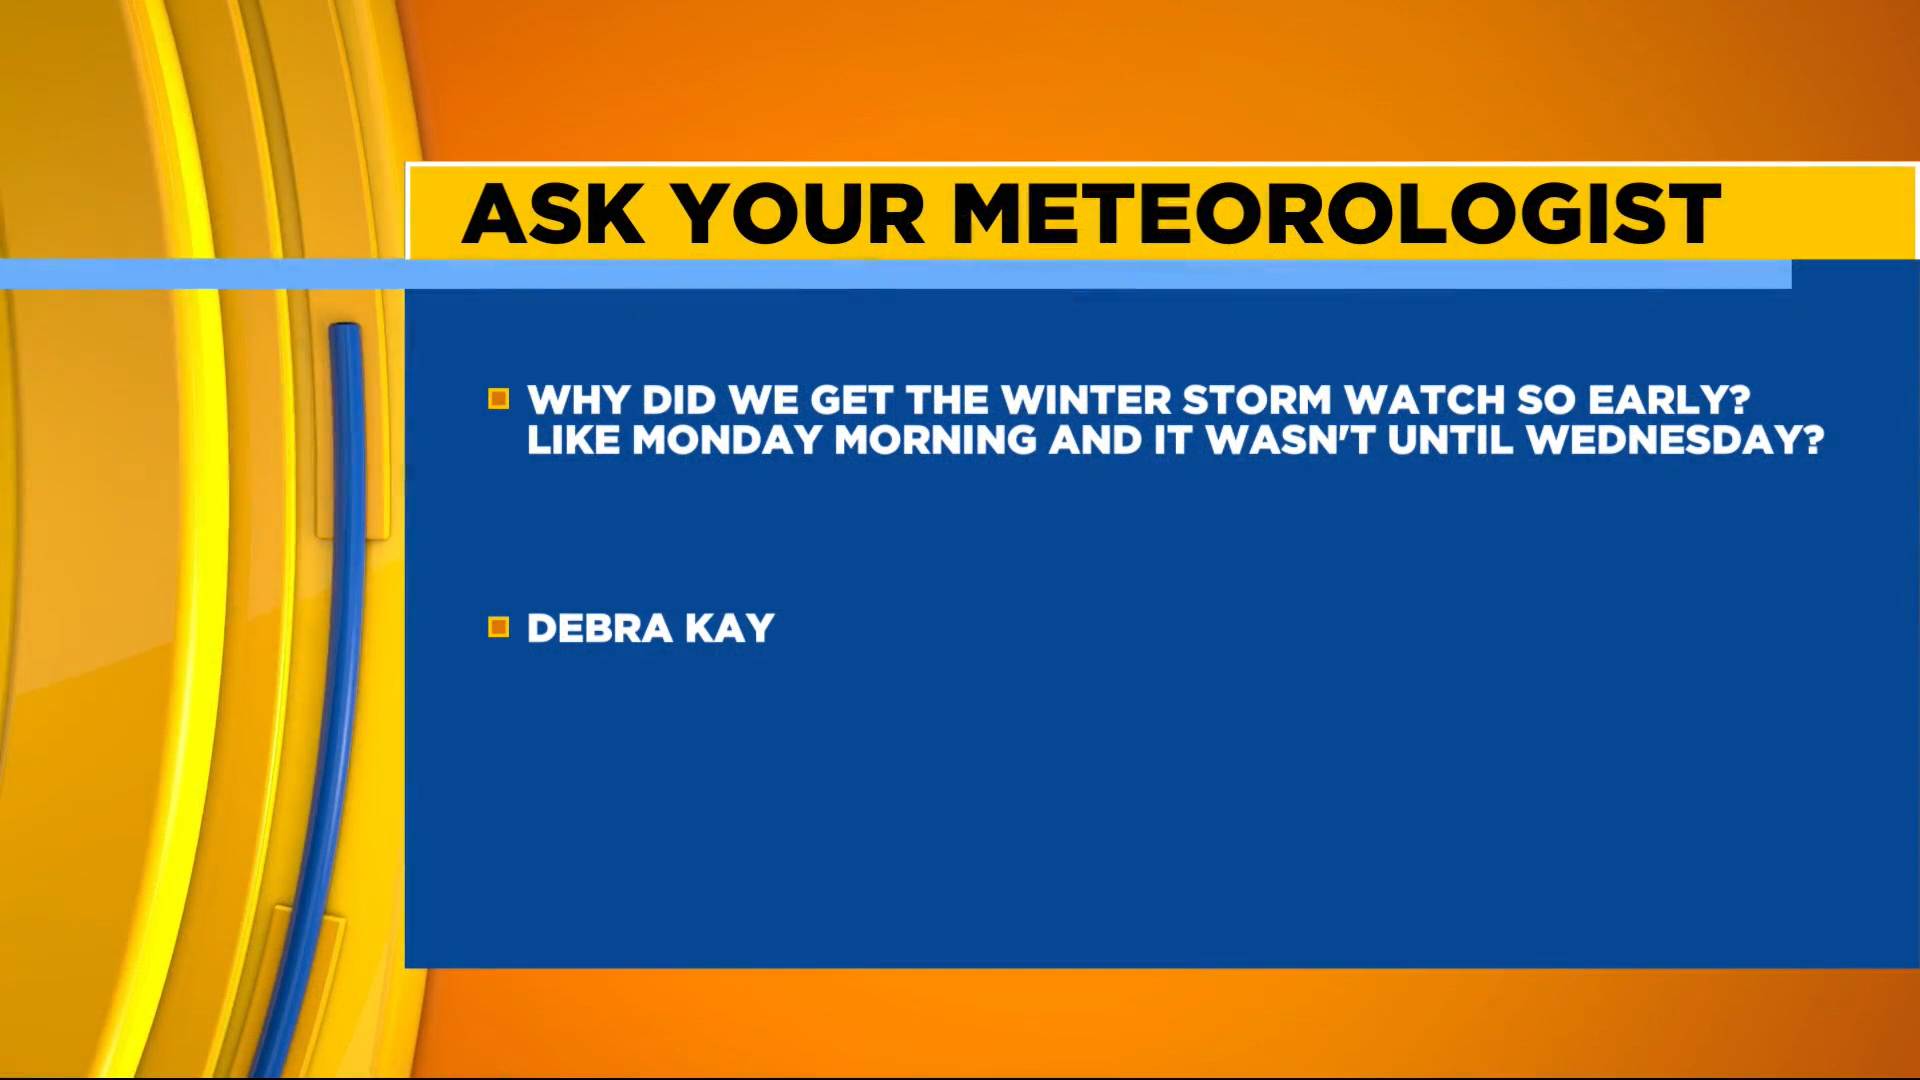 ASK YOUR METEOROLOGIST
WHY DID WE GET THE WINTER STORM WATCH SO EARLY?
LIKE MONDAY MORNING AND IT WASN'T UNTIL WEDNESDAY?
DEBRA KAY